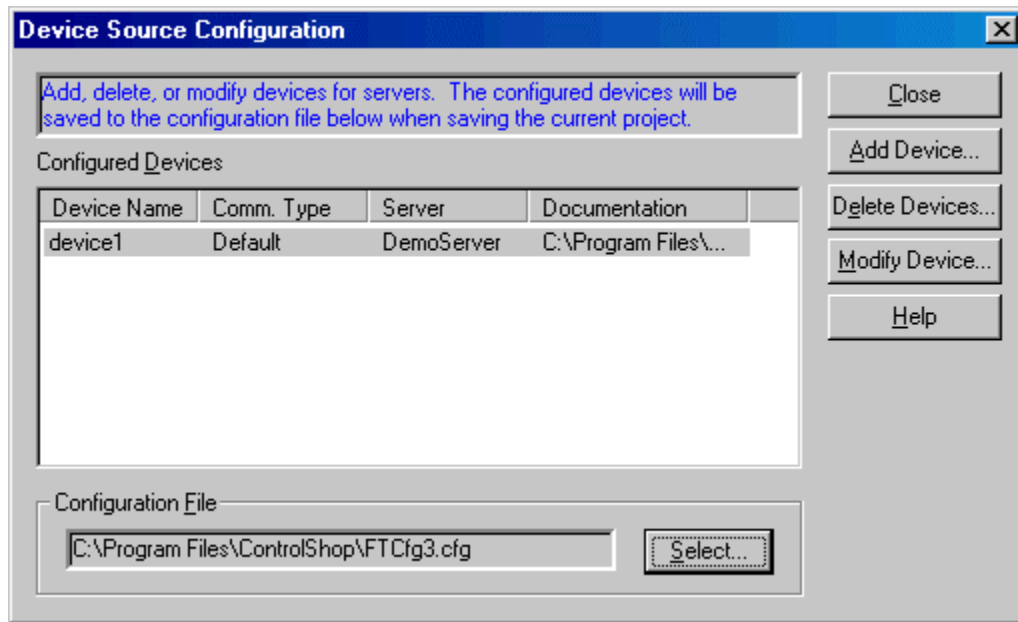 Device Source Configuration
Add, delete, or modify devices for servers.  The configured devices will be
saved to the configuration file below when saving the current project.
Close
Add Device...
Configured Devices
Device Name Comm. Type Server Documentation
Delete Devices...
device1 Default DemoServer C:\Program Files\...
Modify Device...
Help
Configuration File
C:\Program Files\ControlShop\FTCfg3.cfg
Select...